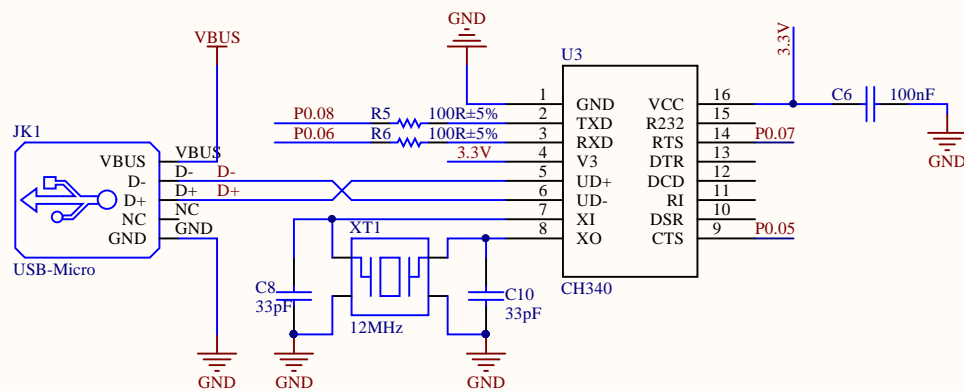 GND
VBUS
3.3V
U3
C6 100nF
1 GND VCC 16
P0.08 R5 100R±5% 2 TXD R232 15
P0.06 R6 100R±5% 3 RXD RTS 14 P0.07
JK1
3.3V 4 V3 DTR 13
GND
VBUS VBUS
D- D- D- 5 UD+ DCD 12
D+ D+ D+ 6 UD- RI 11
NC NC
7 XI DSR 10
GND GND
XT1
8 XO CTS 9 P0.05
USB-Micro
CH340
C8
33pF
C10
33pF
12MHz
GND
GND
GND